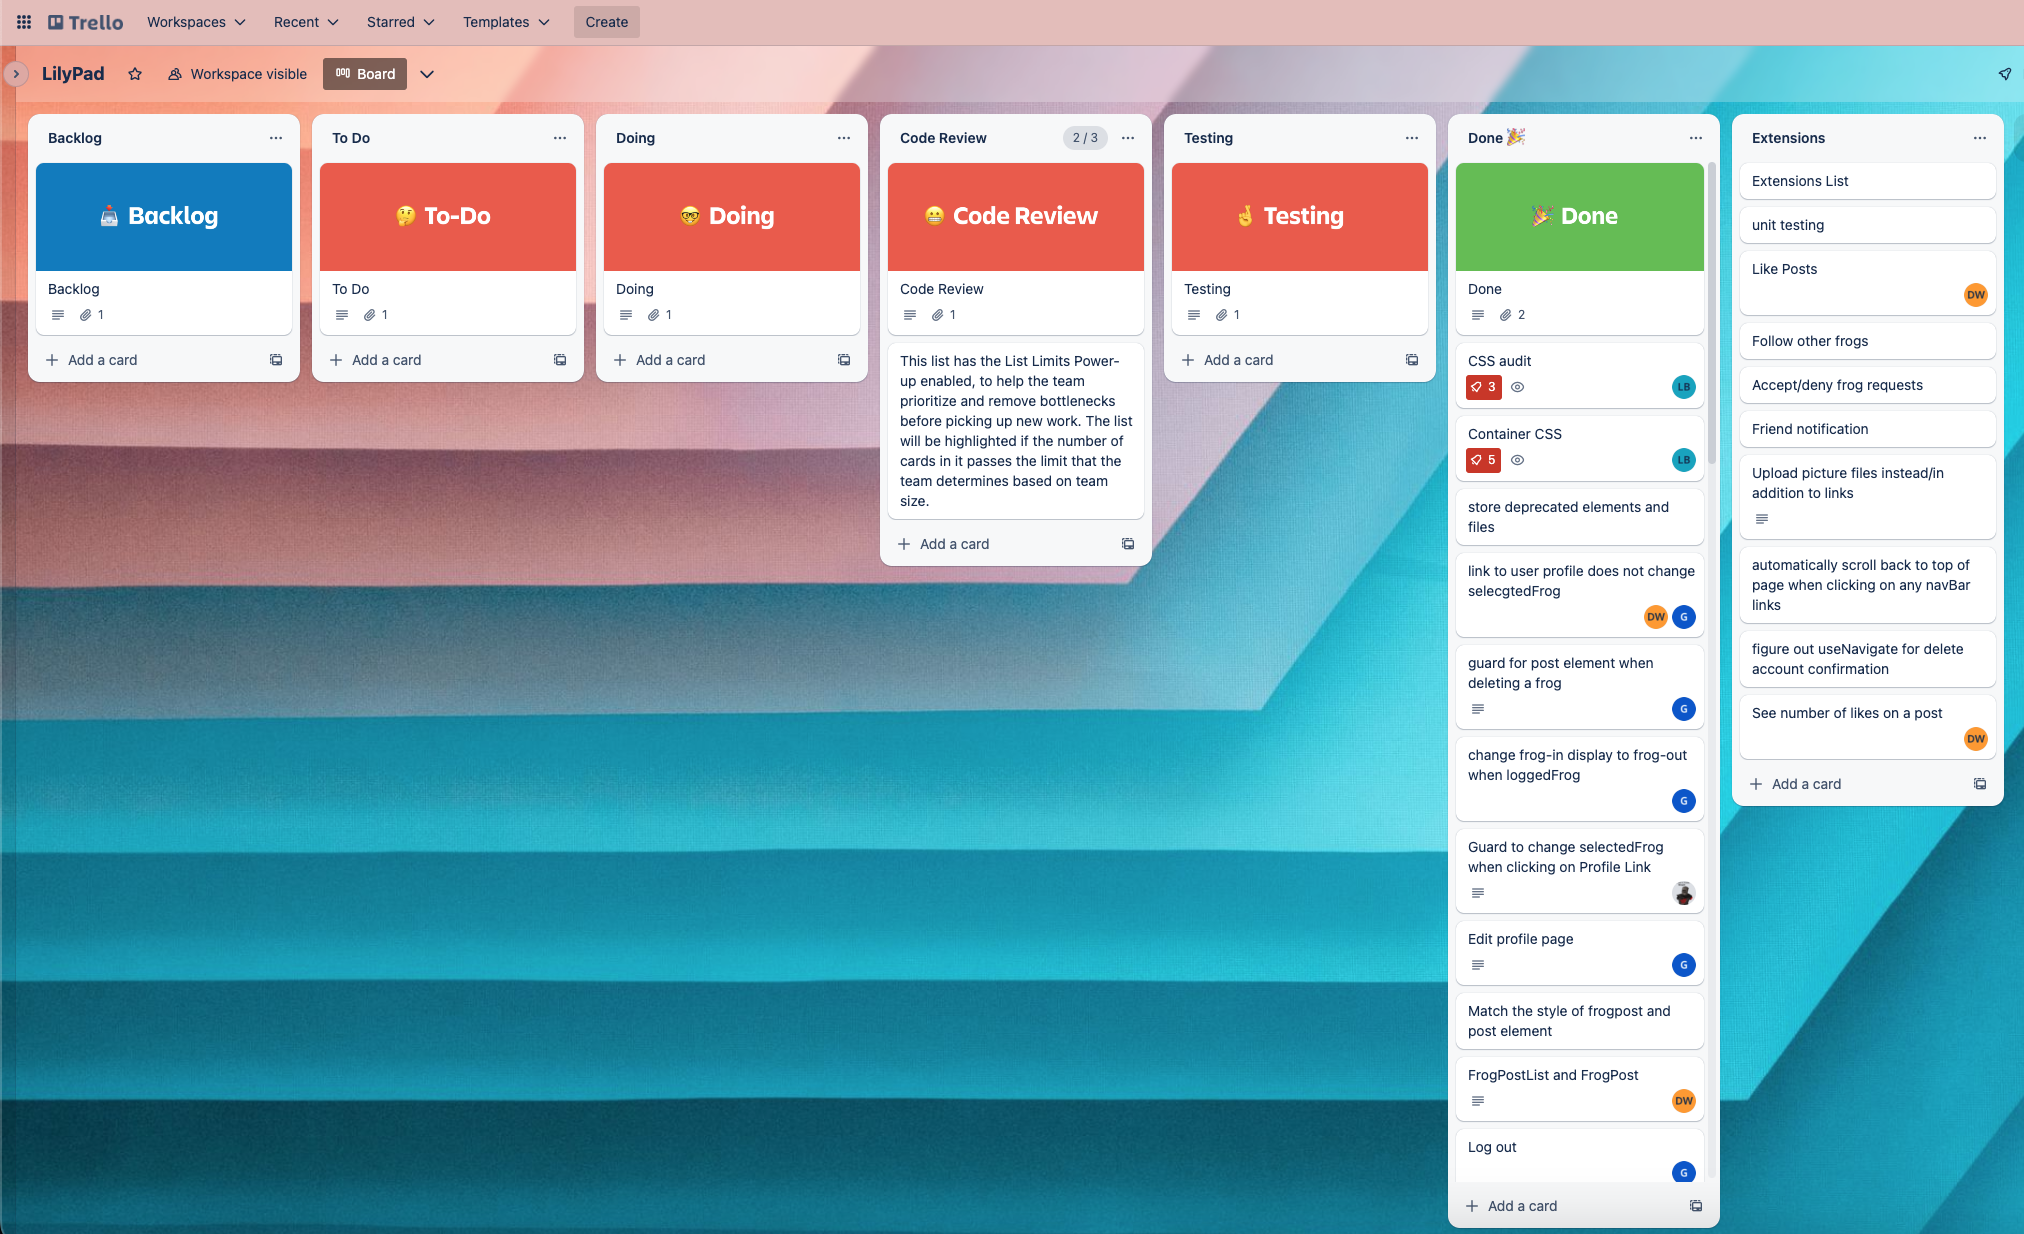 Trello
Workspaces
Recent
Starred
Templates
Create
LilyPad
Workspace visible
Board
Backlog
Backlog
Backlog
1
Add a card
To Do
To-Do
To Do
1
Add a card
Doing
Doing
Doing
1
Add a card
Code Review
2 / 3
Code Review
Code Review
1
This list has the List Limits Power-
up enabled, to help the team
prioritize and remove bottlenecks
before picking up new work. The list
will be highlighted if the number of
cards in it passes the limit that the
team determines based on team
size.
Add a card
Testing
Testing
Testing
1
Add a card
Done 🎉
Done
Done
2
CSS audit
3
LB
Container CSS
5
LB
store deprecated elements and
files
link to user profile does not change
selecgtedFrog
DW
G
guard for post element when
deleting a frog
G
change frog-in display to frog-out
when loggedFrog
G
Guard to change selectedFrog
when clicking on Profile Link
Edit profile page
G
Match the style of frogpost and
post element
FrogPostList and FrogPost
DW
Log out
G
Add a card
Extensions
Extensions List
unit testing
Like Posts
DW
Follow other frogs
Accept/deny frog requests
Friend notification
Upload picture files instead/in
addition to links
automatically scroll back to top of
page when clicking on any navBar
links
figure out useNavigate for delete
account confirmation
See number of likes on a post
DW
Add a card